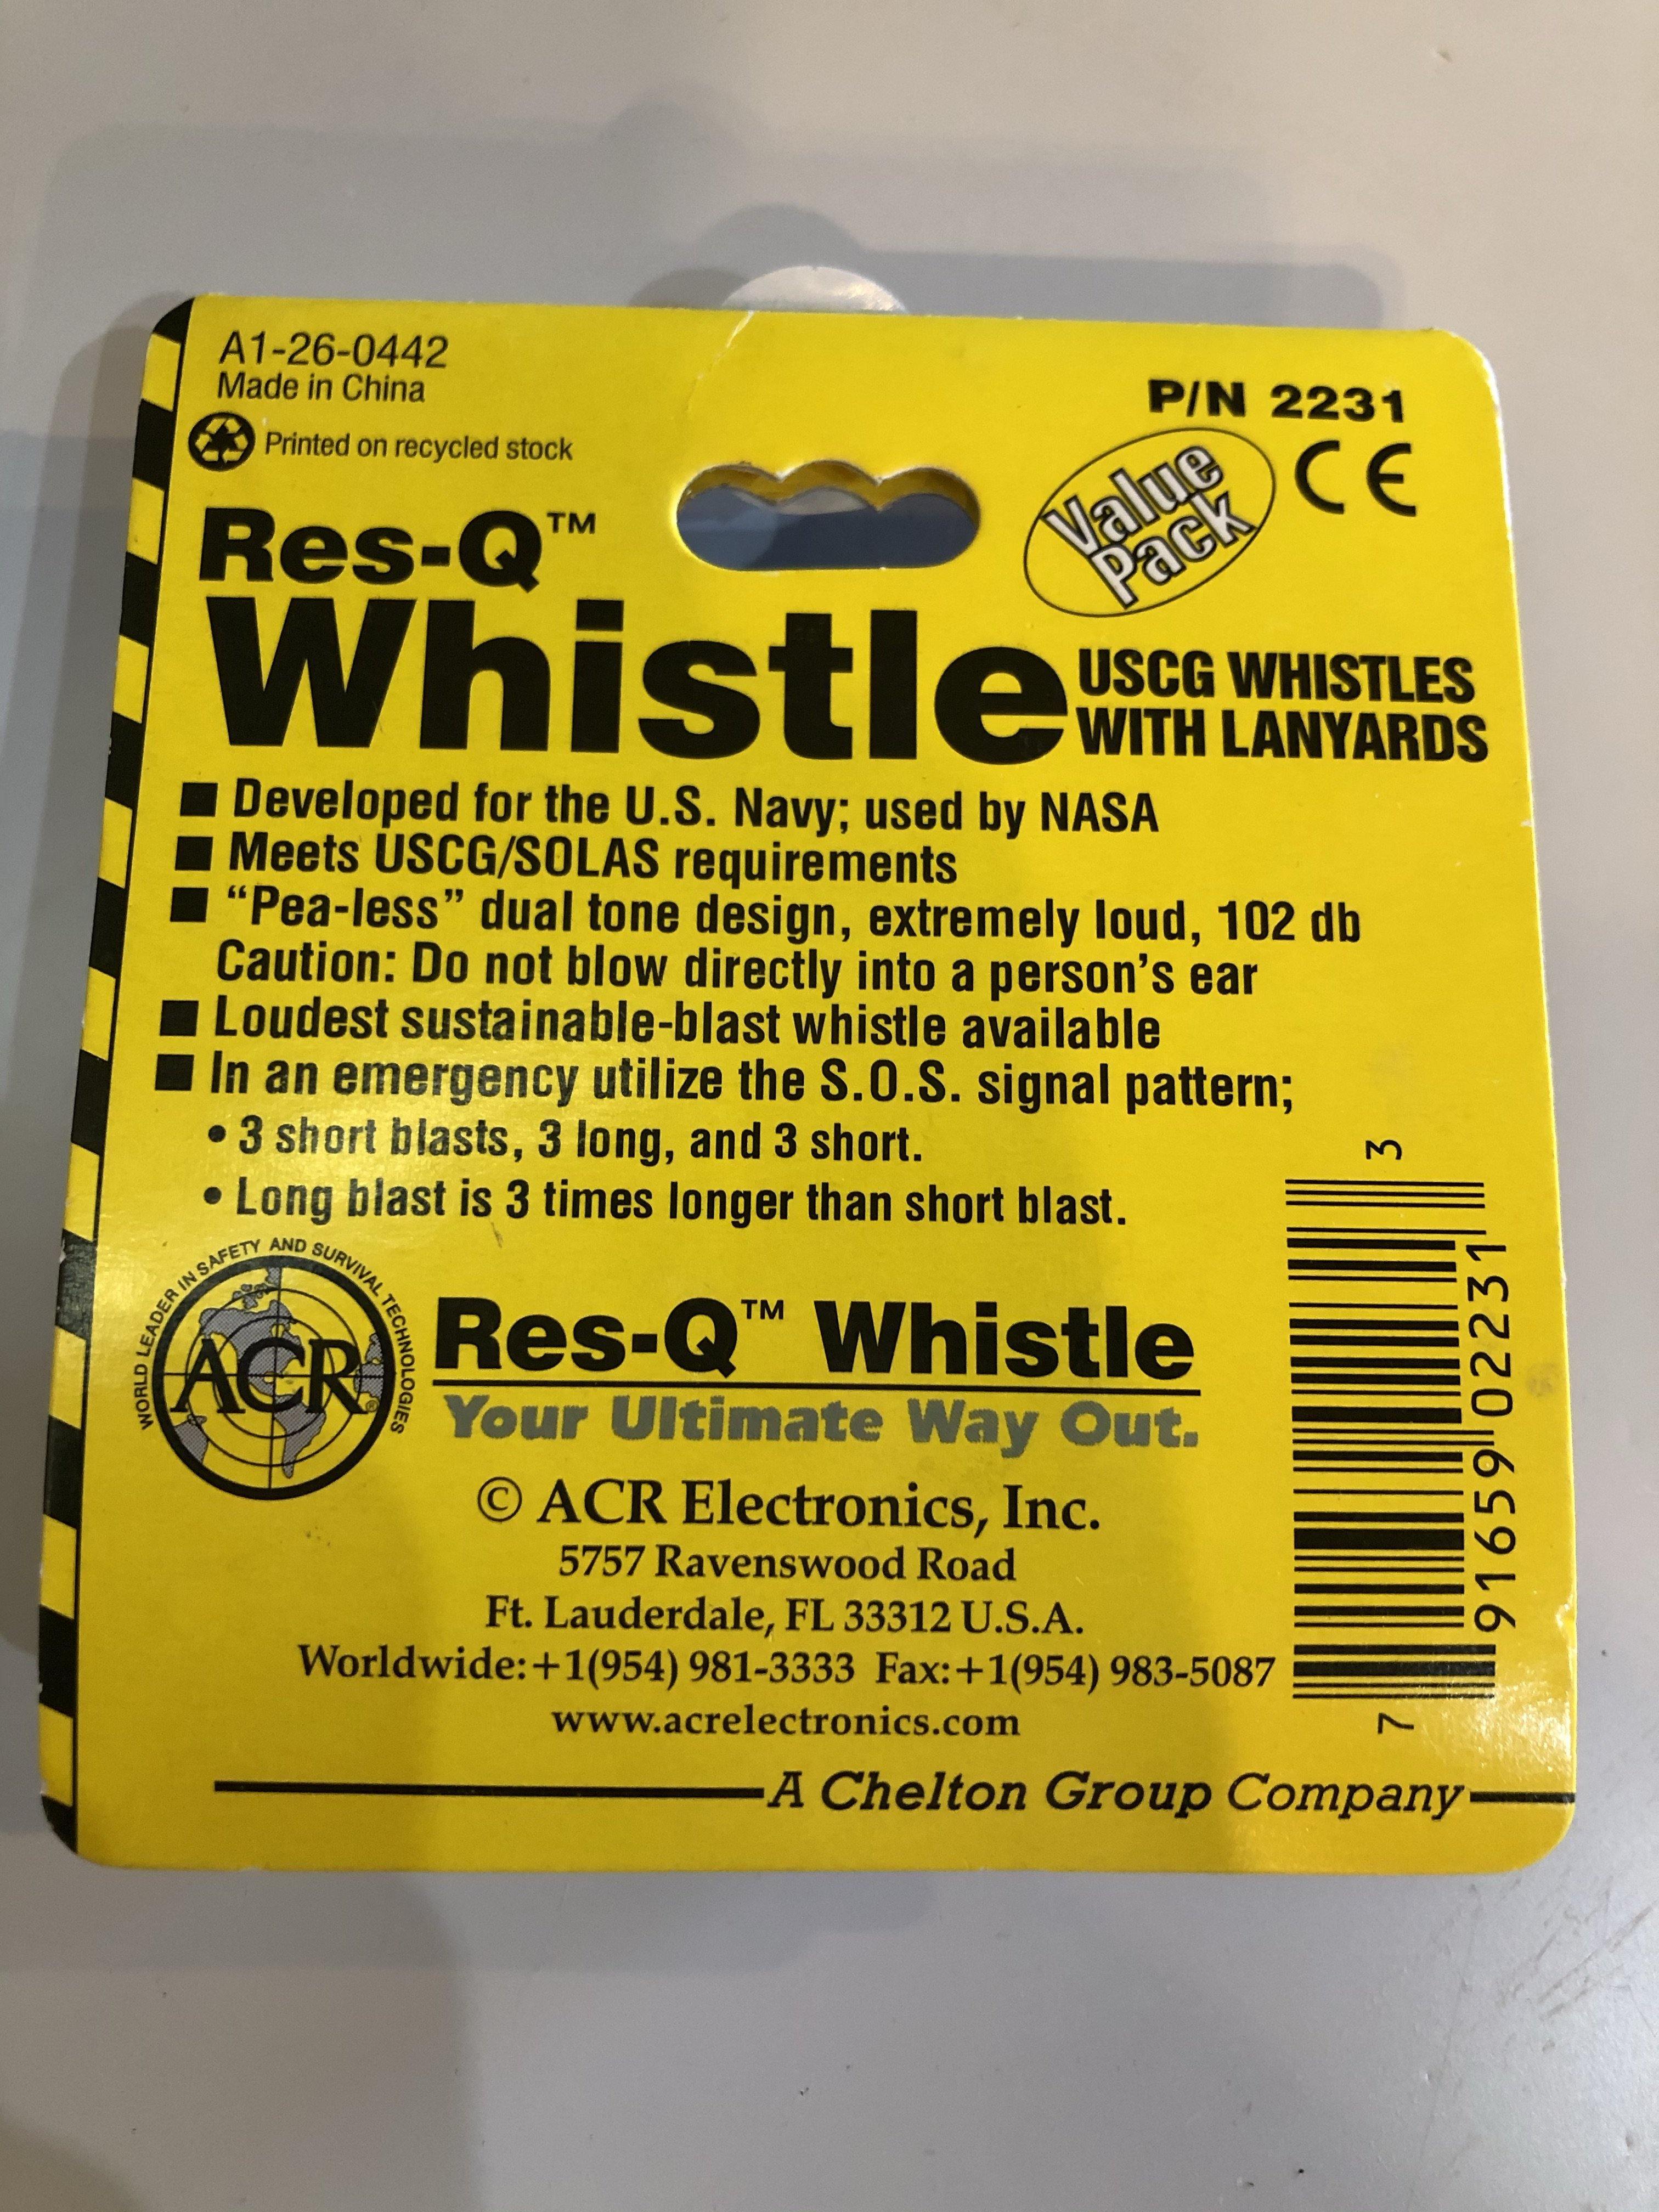 A1-26-0442
Made in China
Printed on recycled stock
P/N 2231
CE
Value
Pack
Res-Q™
Whistle
USCG WHISTLES
WITH LANYARDS
■ Developed for the U.S. Navy; used by NASA
■ Meets USCG/SOLAS requirements
■ “Pea-less” dual tone design, extremely loud, 102 db
Caution: Do not blow directly into a person’s ear
■ Loudest sustainable-blast whistle available
■ In an emergency utilize the S.O.S. signal pattern;
• 3 short blasts, 3 long, and 3 short.
• Long blast is 3 times longer than short blast.
WORLD LEADER IN SAFETY AND SURVIVAL TECHNOLOGIES
ACR®
Res-Q™ Whistle
Your Ultimate Way Out.
© ACR Electronics, Inc.
5757 Ravenswood Road
Ft. Lauderdale, FL 33312 U.S.A.
Worldwide:+1(954) 981-3333 Fax:+1(954) 983-5087
www.acrelectronics.com
7 91659 02231 3
A Chelton Group Company